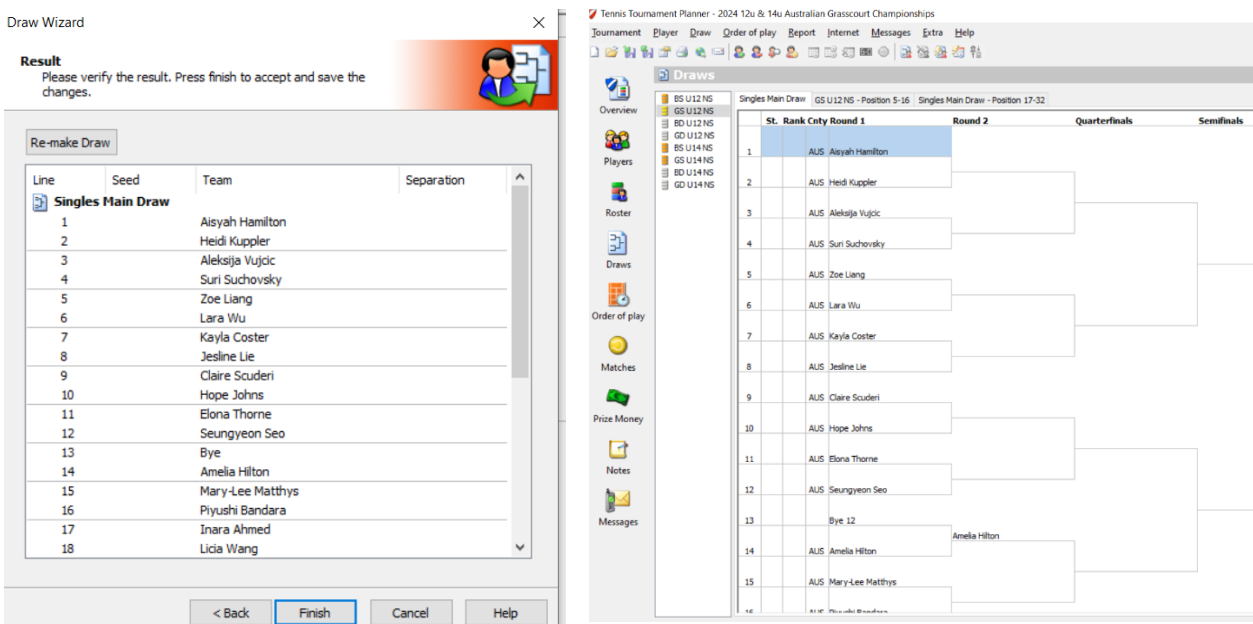 Draw Wizard
Result
Please verify the result. Press finish to accept and save the
changes.
Re-make Draw
Line Seed Team Separation
Singles Main Draw
1 Aisyah Hamilton
2 Heidi Kuppler
3 Aleksija Vujcic
4 Suri Suchovsky
5 Zoe Liang
6 Lara Wu
7 Kayla Coster
8 Jesline Lie
9 Claire Scuderi
10 Hope Johns
11 Elona Thorne
12 Seungyeon Seo
13 Bye
14 Amelia Hilton
15 Mary-Lee Matthys
16 Piyushi Bandara
17 Inara Ahmed
18 Licia Wang
< Back Finish Cancel Help
Tennis Tournament Planner - 2024 12u & 14u Australian Grasscourt Championships
Tournament Player Draw Order of play Report Internet Messages Extra Help
Overview
Players
Roster
Draws
Order of play
Matches
Prize Money
Notes
Messages
Draws
BS U12 NS
GS U12 NS
BD U12 NS
GD U12 NS
BS U14 NS
GS U14 NS
BD U14 NS
GD U14 NS
Singles Main Draw GS U12 NS - Position 5-16 Singles Main Draw - Position 17-32
St. Rank Cnty Round 1 Round 2 Quarterfinals Semifinals
1 AUS Aisyah Hamilton
2 AUS Heidi Kuppler
3 AUS Aleksija Vujcic
4 AUS Suri Suchovsky
5 AUS Zoe Liang
6 AUS Lara Wu
7 AUS Kayla Coster
8 AUS Jesline Lie
9 AUS Claire Scuderi
10 AUS Hope Johns
11 AUS Elona Thorne
12 AUS Seungyeon Seo
13 Bye 12
Amelia Hilton
14 AUS Amelia Hilton
15 AUS Mary-Lee Matthys
16 AUS Piyushi Bandara